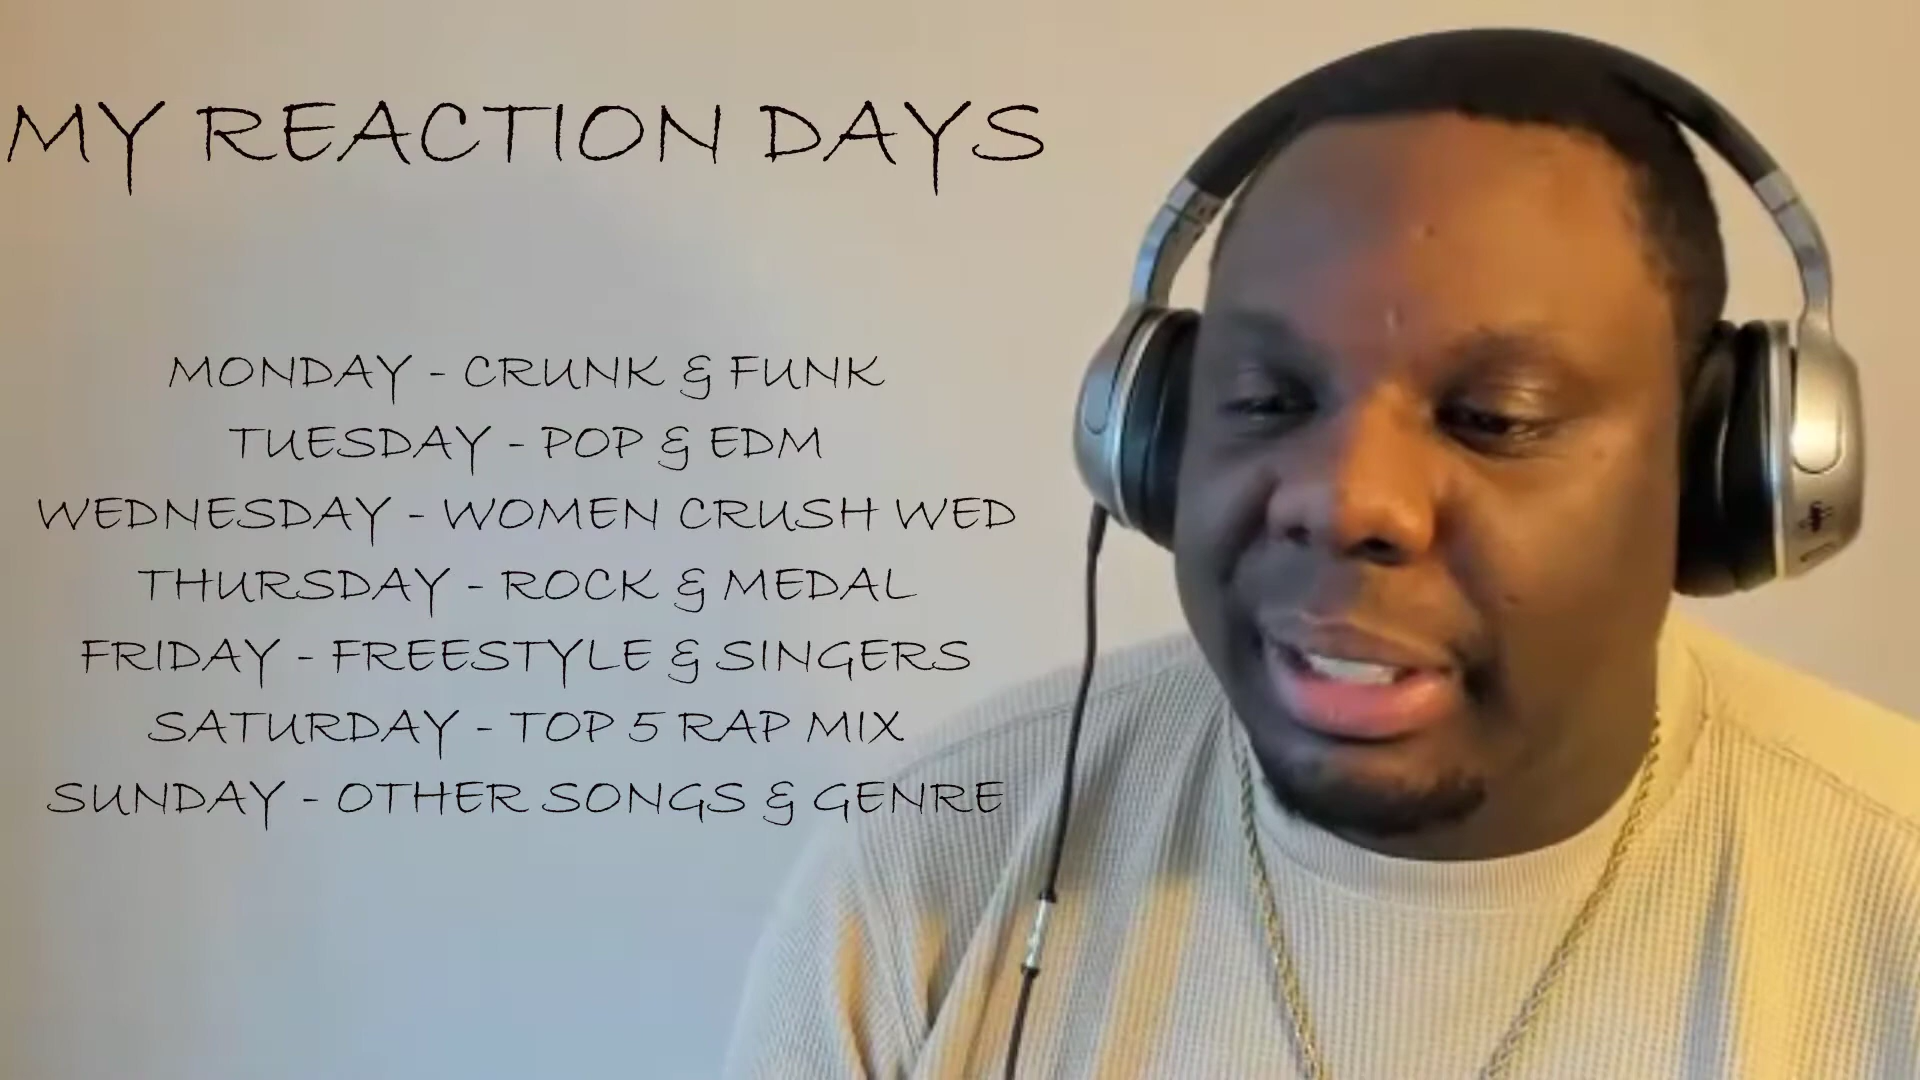 MY REACTION DAYS
MONDAY - CRUNK & FUNK
TUESDAY - POP & EDM
WEDNESDAY - WOMEN CRUSH WED
THURSDAY - ROCK & MEDAL
FRIDAY - FREESTYLE & SINGERS
SATURDAY - TOP 5 RAP MIX
SUNDAY - OTHER SONGS & GENRE